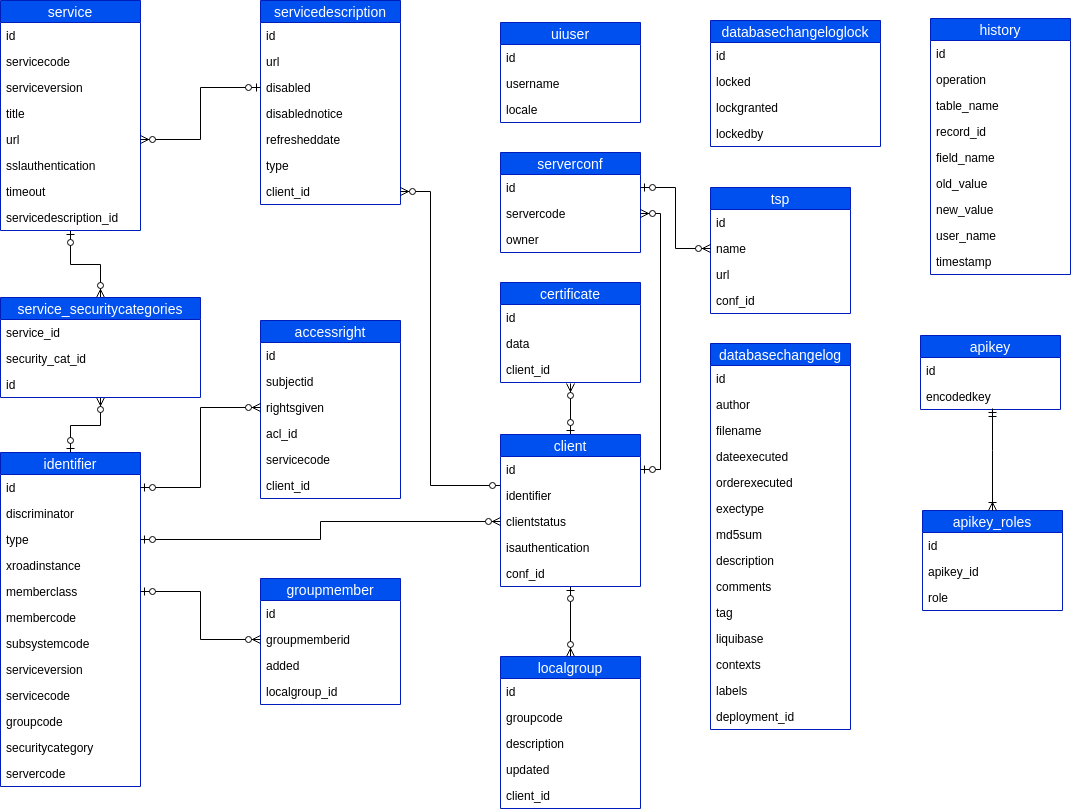 service
id
servicecode
serviceversion
title
url
sslauthentication
timeout
servicedescription_id
servicedescription
id
url
disabled
disablednotice
refresheddate
type
client_id
uiuser
id
username
locale
databasechangeloglock
id
locked
lockgranted
lockedby
history
id
operation
table_name
record_id
field_name
old_value
new_value
user_name
timestamp
serverconf
id
servercode
owner
tsp
id
name
url
conf_id
service_securitycategories
service_id
security_cat_id
id
accessright
id
subjectid
rightsgiven
acl_id
servicecode
client_id
certificate
id
data
client_id
databasechangelog
id
author
filename
dateexecuted
orderexecuted
exectype
md5sum
description
comments
tag
liquibase
contexts
labels
deployment_id
apikey
id
encodedkey
identifier
id
discriminator
type
xroadinstance
memberclass
membercode
subsystemcode
serviceversion
servicecode
groupcode
securitycategory
servercode
client
id
identifier
clientstatus
isauthentication
conf_id
apikey_roles
id
apikey_id
role
groupmember
id
groupmemberid
added
localgroup_id
localgroup
id
groupcode
description
updated
client_id